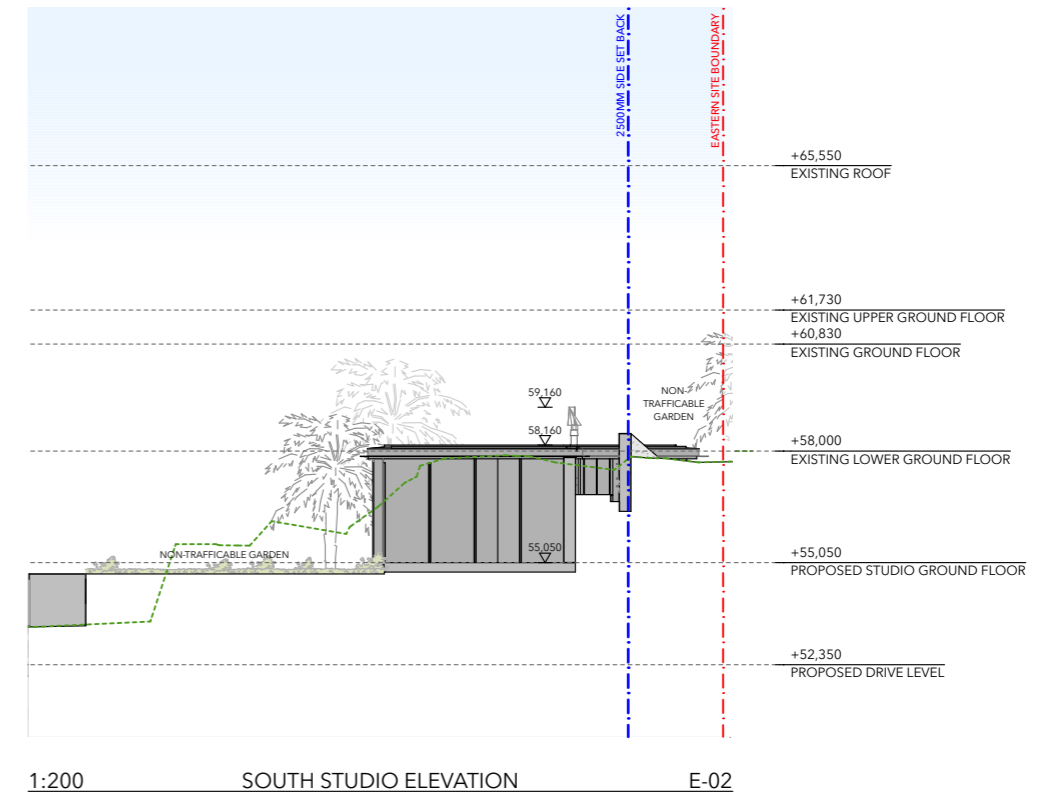 2500MM SIDE SET BACK
EASTERN SITE BOUNDARY
+65,550
EXISTING ROOF
+61,730
EXISTING UPPER GROUND FLOOR
+60,830
EXISTING GROUND FLOOR
59,160
NON-
TRAFFICABLE
GARDEN
58,160
+58,000
EXISTING LOWER GROUND FLOOR
NON-TRAFFICABLE GARDEN
55,050
+55,050
PROPOSED STUDIO GROUND FLOOR
+52,350
PROPOSED DRIVE LEVEL
1:200 SOUTH STUDIO ELEVATION E-02